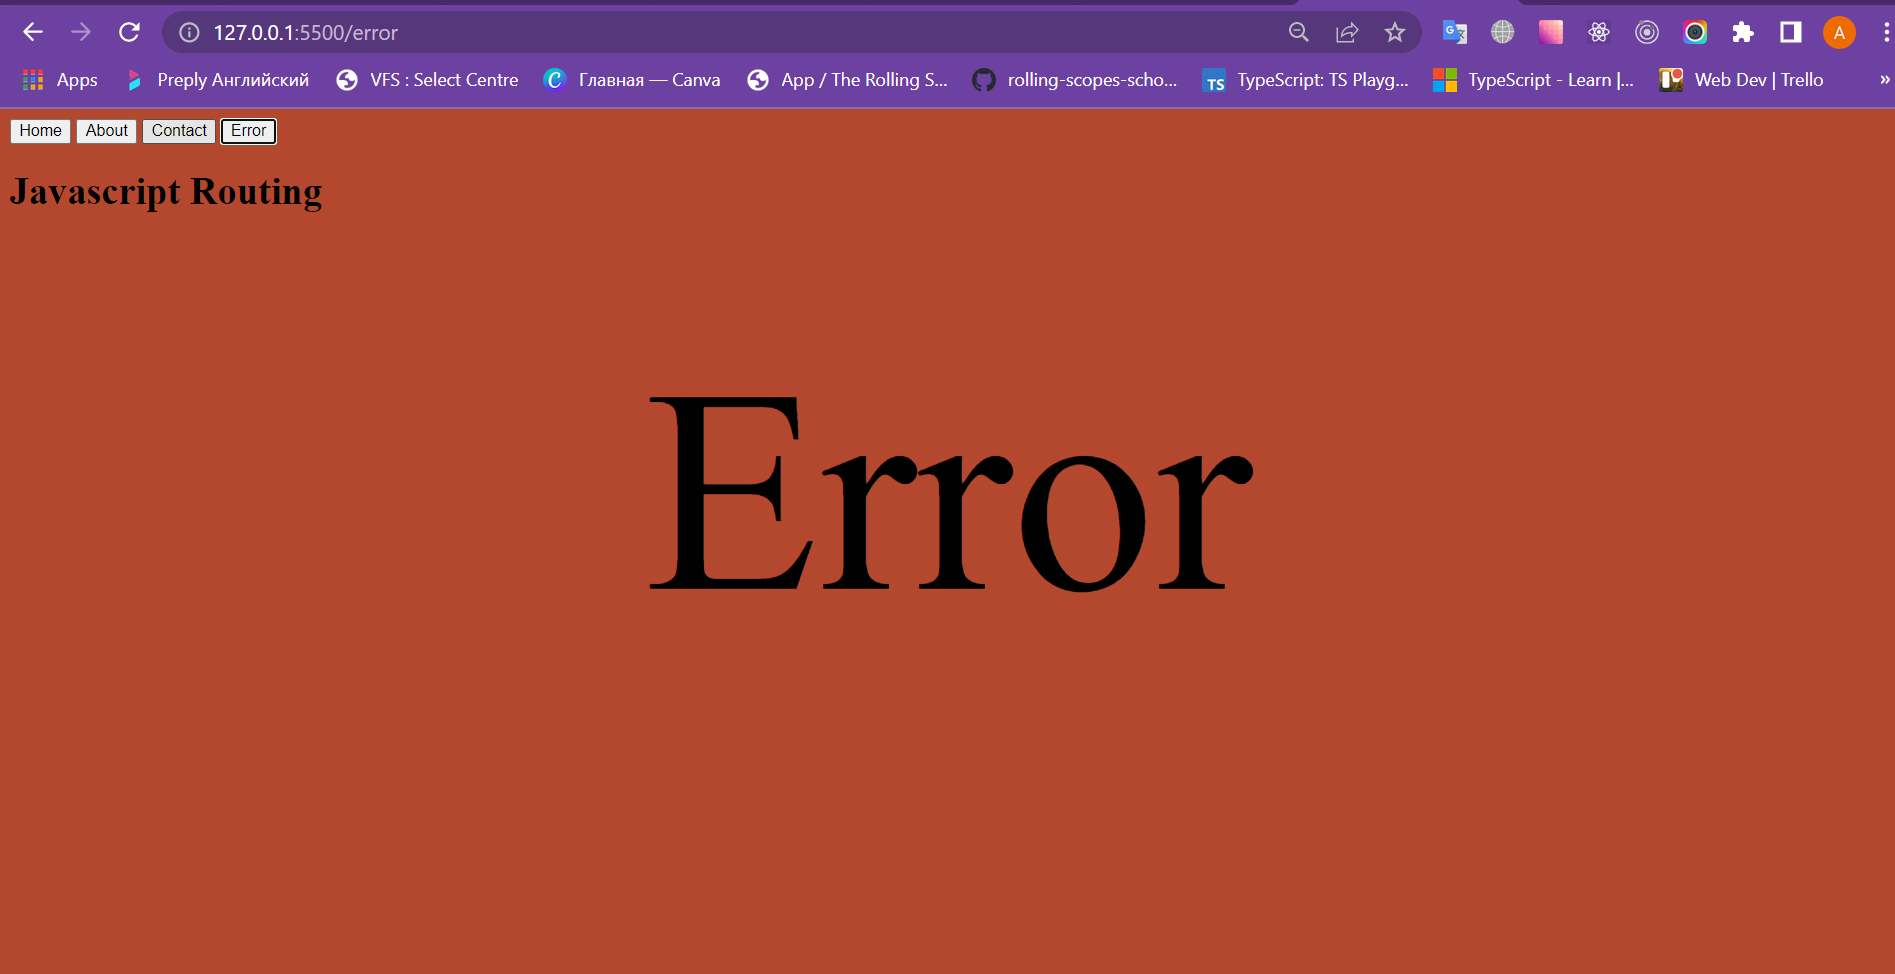 127.0.0.1:5500/error
A
Apps Preply Английский VFS : Select Centre Главная — Canva App / The Rolling S... rolling-scopes-scho... TS TypeScript: TS Playg... TypeScript - Learn |... Web Dev | Trello »
Home About Contact Error
Javascript Routing
Error